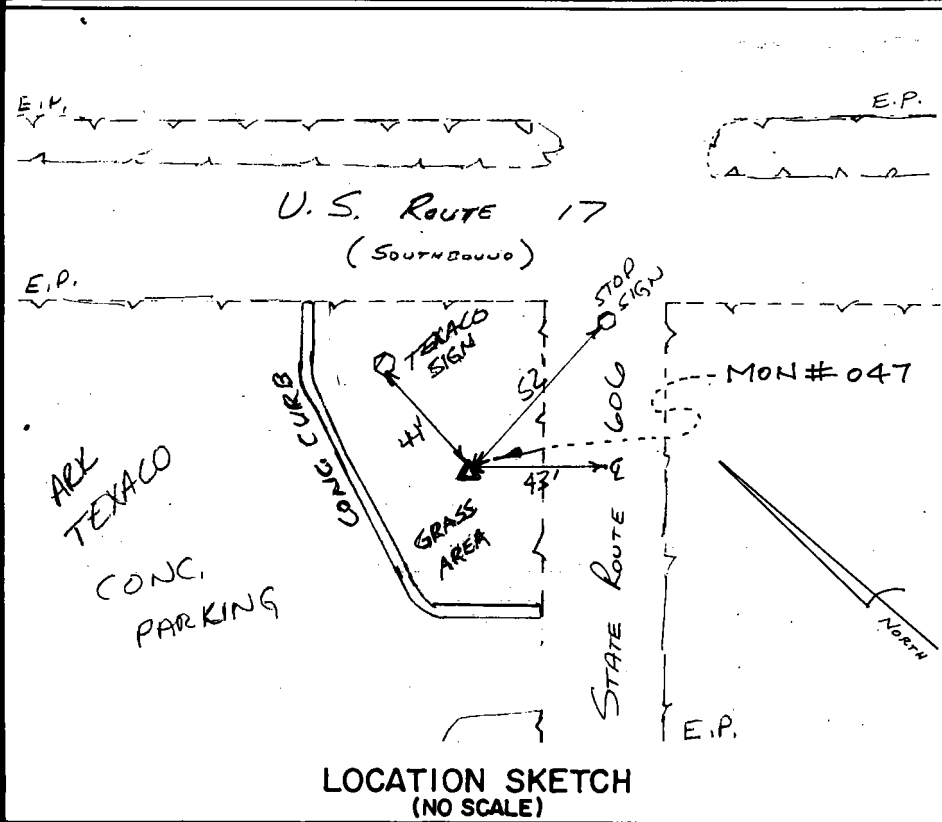 E.P.
E.P.
U.S. ROUTE 17
(SOUTHBOUND)
E.P.
STOP
SIGN
TEXACO
SIGN
MON # 047
52'
44'
43'
℄
CONC CURB
ARK
TEXACO
CONC.
PARKING
GRASS
AREA
STATE ROUTE 606
NORTH
E.P.
LOCATION SKETCH
(NO SCALE)